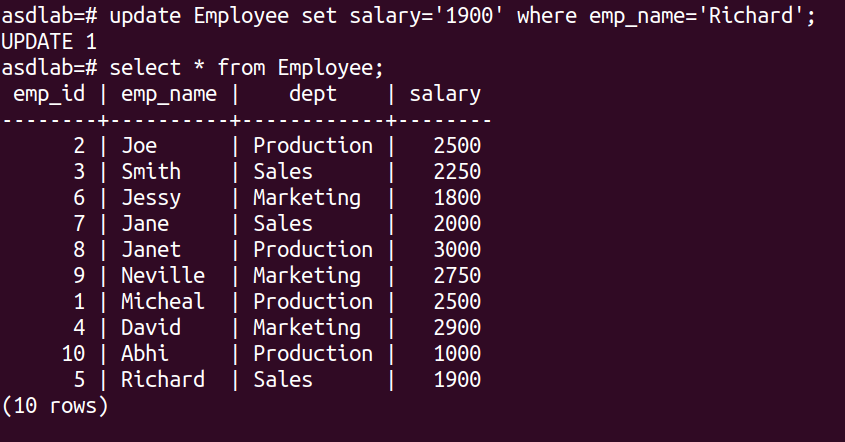 asdlab=# update Employee set salary='1900' where emp_name='Richard';
UPDATE 1
asdlab=# select * from Employee;
 emp_id | emp_name |    dept    | salary
--------+----------+------------+--------
      2 | Joe      | Production |   2500
      3 | Smith    | Sales      |   2250
      6 | Jessy    | Marketing  |   1800
      7 | Jane     | Sales      |   2000
      8 | Janet    | Production |   3000
      9 | Neville  | Marketing  |   2750
      1 | Micheal  | Production |   2500
      4 | David    | Marketing  |   2900
     10 | Abhi     | Production |   1000
      5 | Richard  | Sales      |   1900
(10 rows)